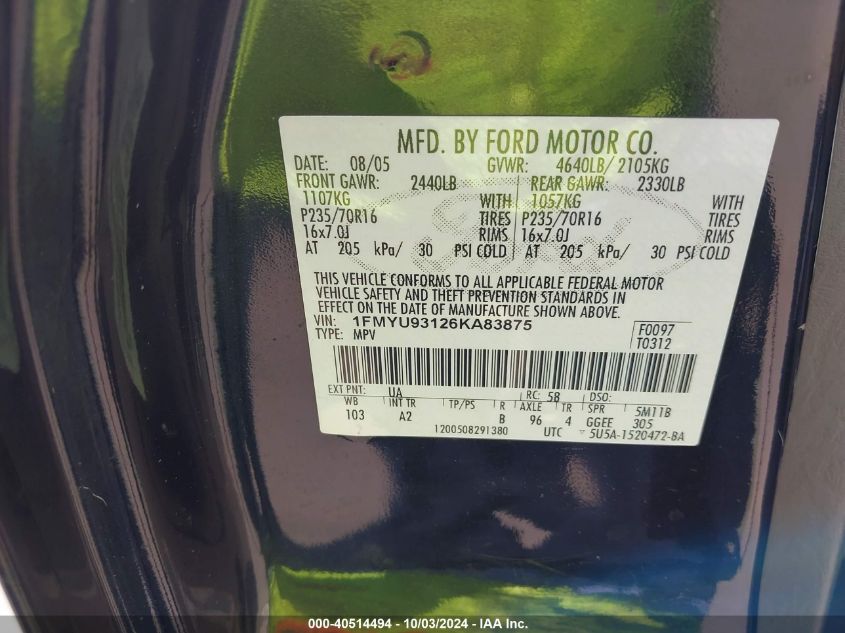 MFD. BY FORD MOTOR CO.
DATE: 08/05 GVWR: 4640LB/ 2105KG
FRONT GAWR: 2440LB REAR GAWR: 2330LB
1107KG WITH 1057KG WITH
P235/70R16 TIRES P235/70R16 TIRES
16x7.0J RIMS 16x7.0J RIMS
AT 205 kPa/ 30 PSI COLD AT 205 kPa/ 30 PSI COLD
THIS VEHICLE CONFORMS TO ALL APPLICABLE FEDERAL MOTOR
VEHICLE SAFETY AND THEFT PREVENTION STANDARDS IN
EFFECT ON THE DATE OF MANUFACTURE SHOWN ABOVE.
VIN: 1FMYU93126KA83875 F0097
TYPE: MPV T0312
EXT PNT: UA RC: 58 DSO:
WB INT TR TP/PS R AXLE TR SPR 5M11B
103 A2 B 96 4 GGEE 305
1200508291380 UTC 5U5A-1520472-BA
Ford
000-40514494 - 10/03/2024 - IAA Inc.